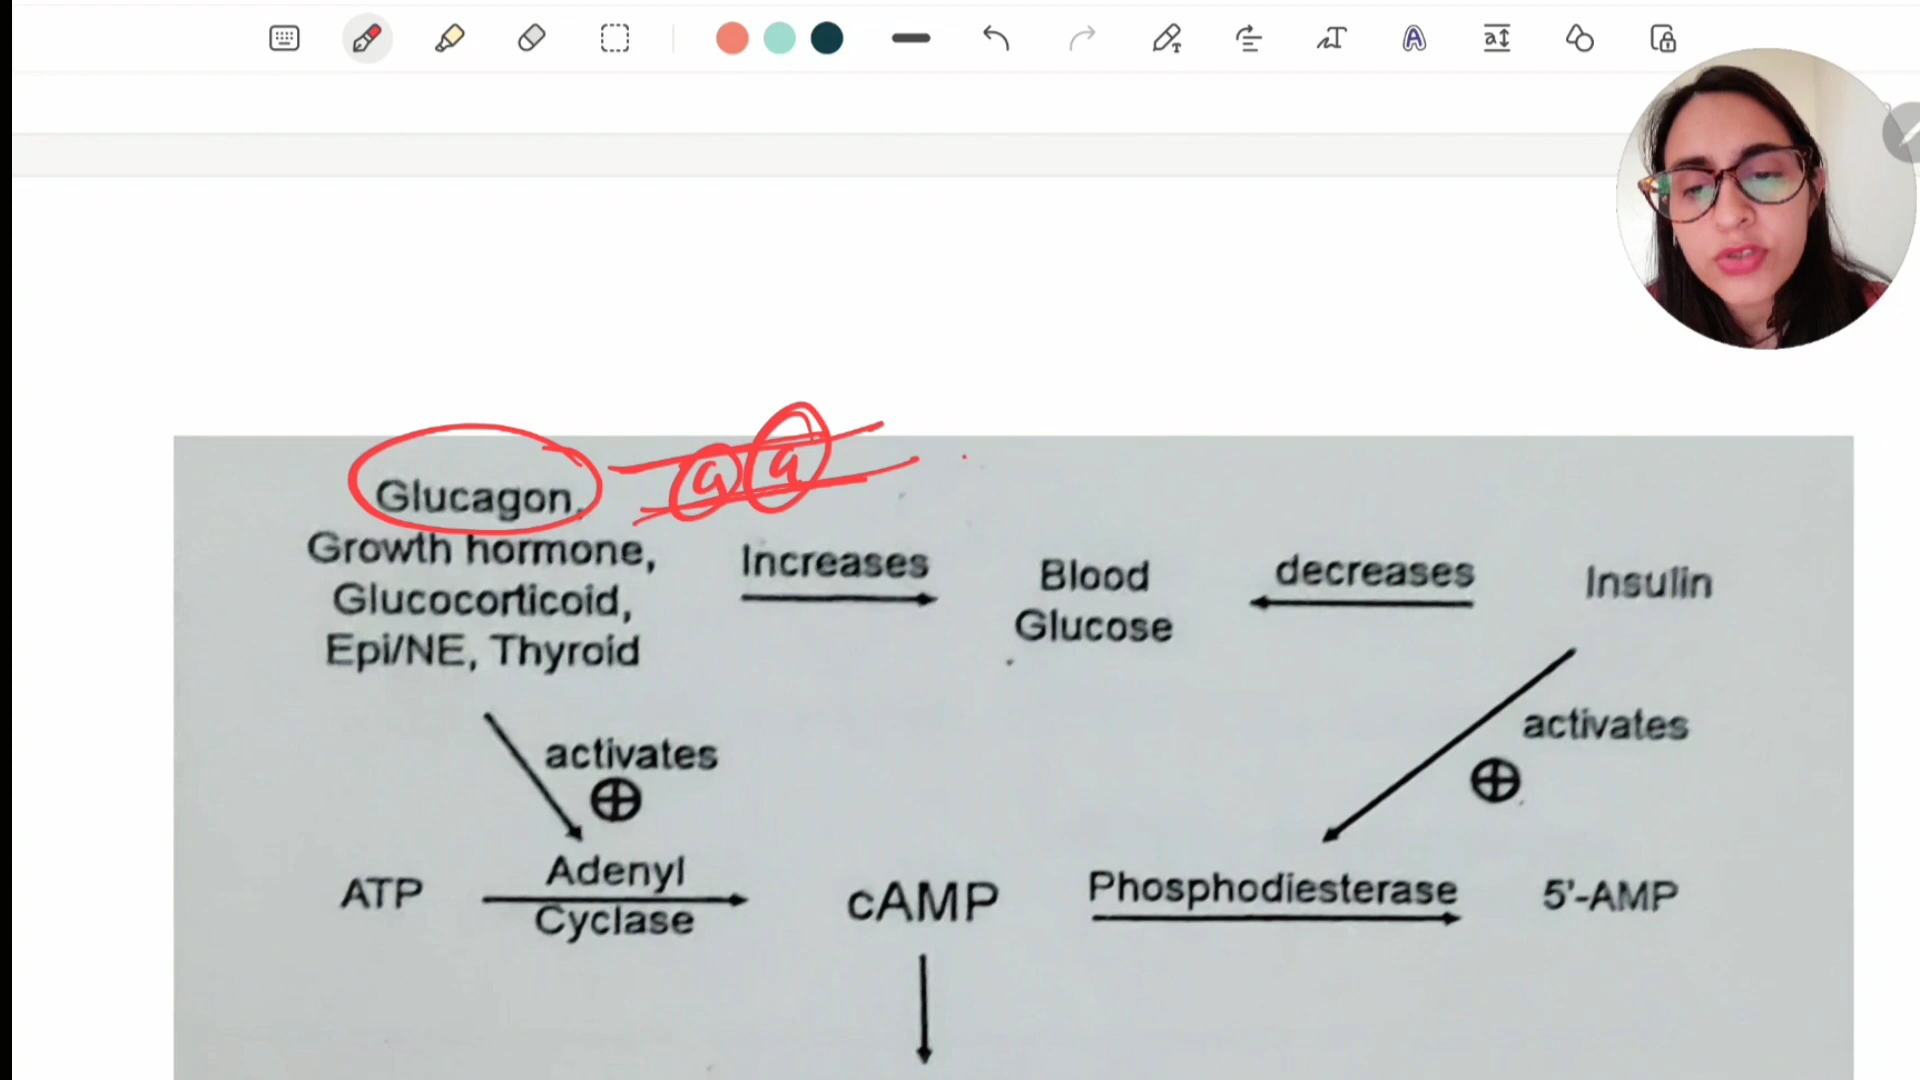 a a
Glucagon,
Growth hormone,
Glucocorticoid,
Epi/NE, Thyroid
Increases
Blood
Glucose
decreases
Insulin
activates
activates
ATP
Adenyl
Cyclase
cAMP
Phosphodiesterase
5'-AMP